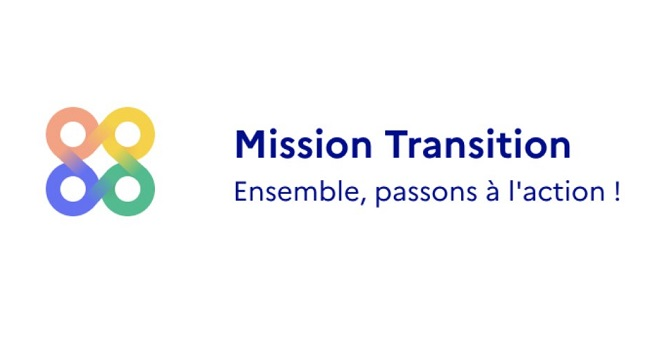 Mission Transition
Ensemble, passons à l'action !